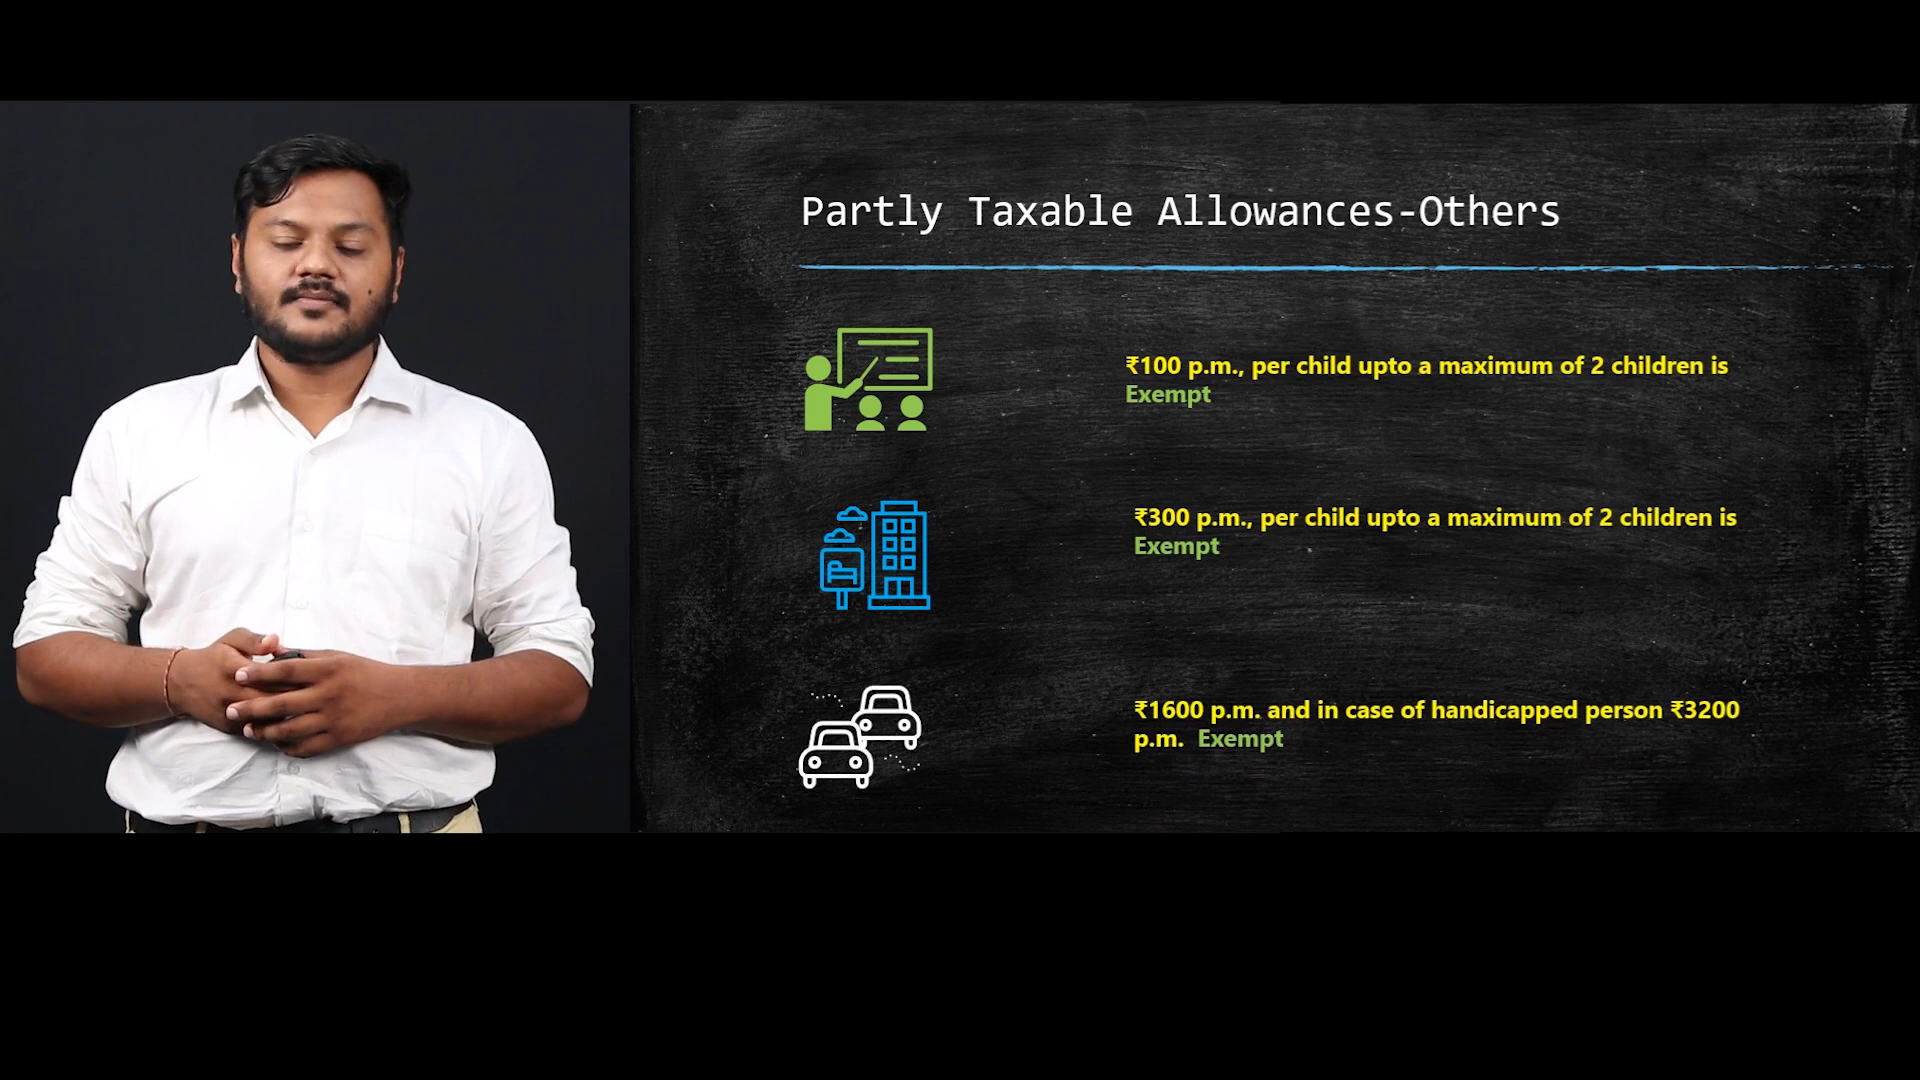 Partly Taxable Allowances-Others
₹100 p.m., per child upto a maximum of 2 children is
Exempt
₹300 p.m., per child upto a maximum of 2 children is
Exempt
₹1600 p.m. and in case of handicapped person ₹3200
p.m. Exempt